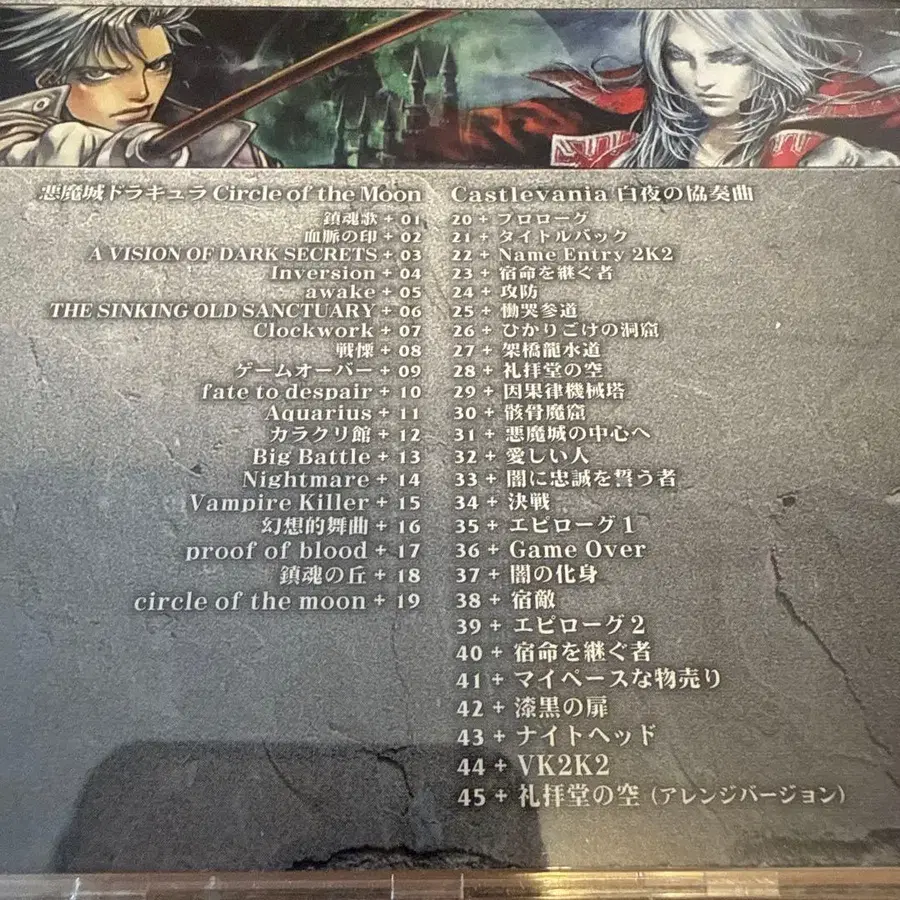 悪魔城ドラキュラ Circle of the Moon
鎮魂歌 + 01
血脈の印 + 02
A VISION OF DARK SECRETS + 03
Inversion + 04
awake + 05
THE SINKING OLD SANCTUARY + 06
Clockwork + 07
戦慄 + 08
ゲームオーバー + 09
fate to despair + 10
Aquarius + 11
カラクリ館 + 12
Big Battle + 13
Nightmare + 14
Vampire Killer + 15
幻想的舞曲 + 16
proof of blood + 17
鎮魂の丘 + 18
circle of the moon + 19
Castlevania 白夜の協奏曲
20 + プロローグ
21 + タイトルバック
22 + Name Entry 2K2
23 + 宿命を継ぐ者
24 + 攻防
25 + 慟哭参道
26 + ひかりごけの洞窟
27 + 架橋龍水道
28 + 礼拝堂の空
29 + 因果律機械塔
30 + 骸骨魔窟
31 + 悪魔城の中心へ
32 + 愛しい人
33 + 闇に忠誠を誓う者
34 + 決戦
35 + エピローグ1
36 + Game Over
37 + 闇の化身
38 + 宿敵
39 + エピローグ2
40 + 宿命を継ぐ者
41 + マイペースな物売り
42 + 漆黒の扉
43 + ナイトヘッド
44 + VK2K2
45 + 礼拝堂の空 (アレンジバージョン)